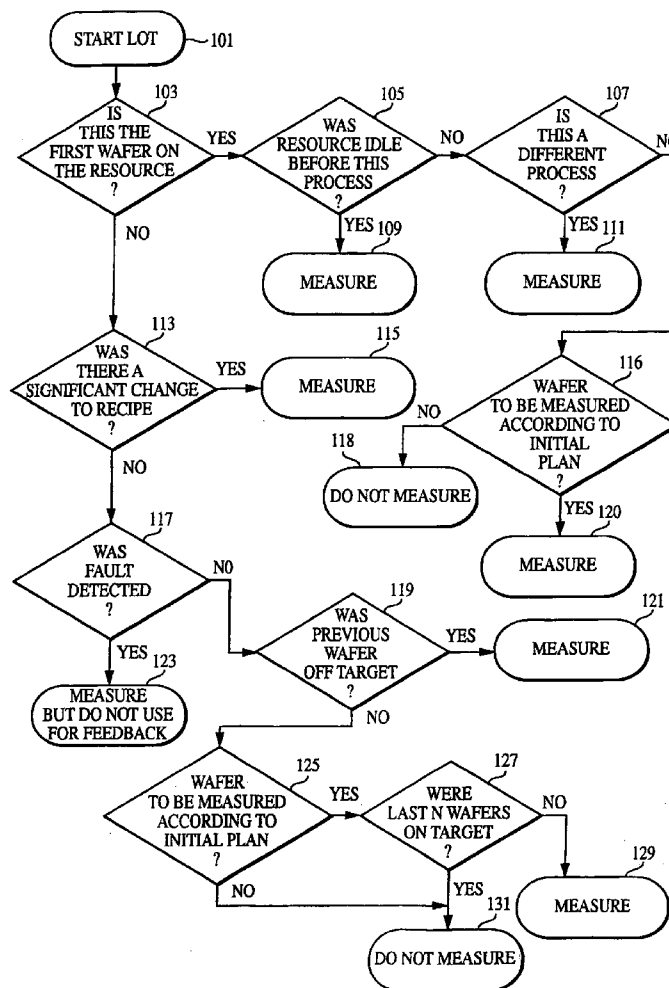 START LOT
101
IS
THIS THE
FIRST WAFER ON
THE RESOURCE
?
103
YES
NO
WAS
RESOURCE IDLE
BEFORE THIS
PROCESS
?
105
NO
YES
IS
THIS A
DIFFERENT
PROCESS
?
107
NO
YES
MEASURE
109
MEASURE
111
WAS
THERE A
SIGNIFICANT CHANGE
TO RECIPE
?
113
YES
NO
MEASURE
115
WAFER
TO BE MEASURED
ACCORDING TO
INITIAL
PLAN
?
116
NO
YES
118
DO NOT MEASURE
120
MEASURE
WAS
FAULT
DETECTED
?
117
NO
YES
123
MEASURE
BUT DO NOT USE
FOR FEEDBACK
WAS
PREVIOUS
WAFER
OFF TARGET
?
119
YES
NO
121
MEASURE
WAFER
TO BE MEASURED
ACCORDING TO
INITIAL PLAN
?
125
YES
NO
WERE
LAST N WAFERS
ON TARGET
?
127
NO
YES
129
MEASURE
131
DO NOT MEASURE